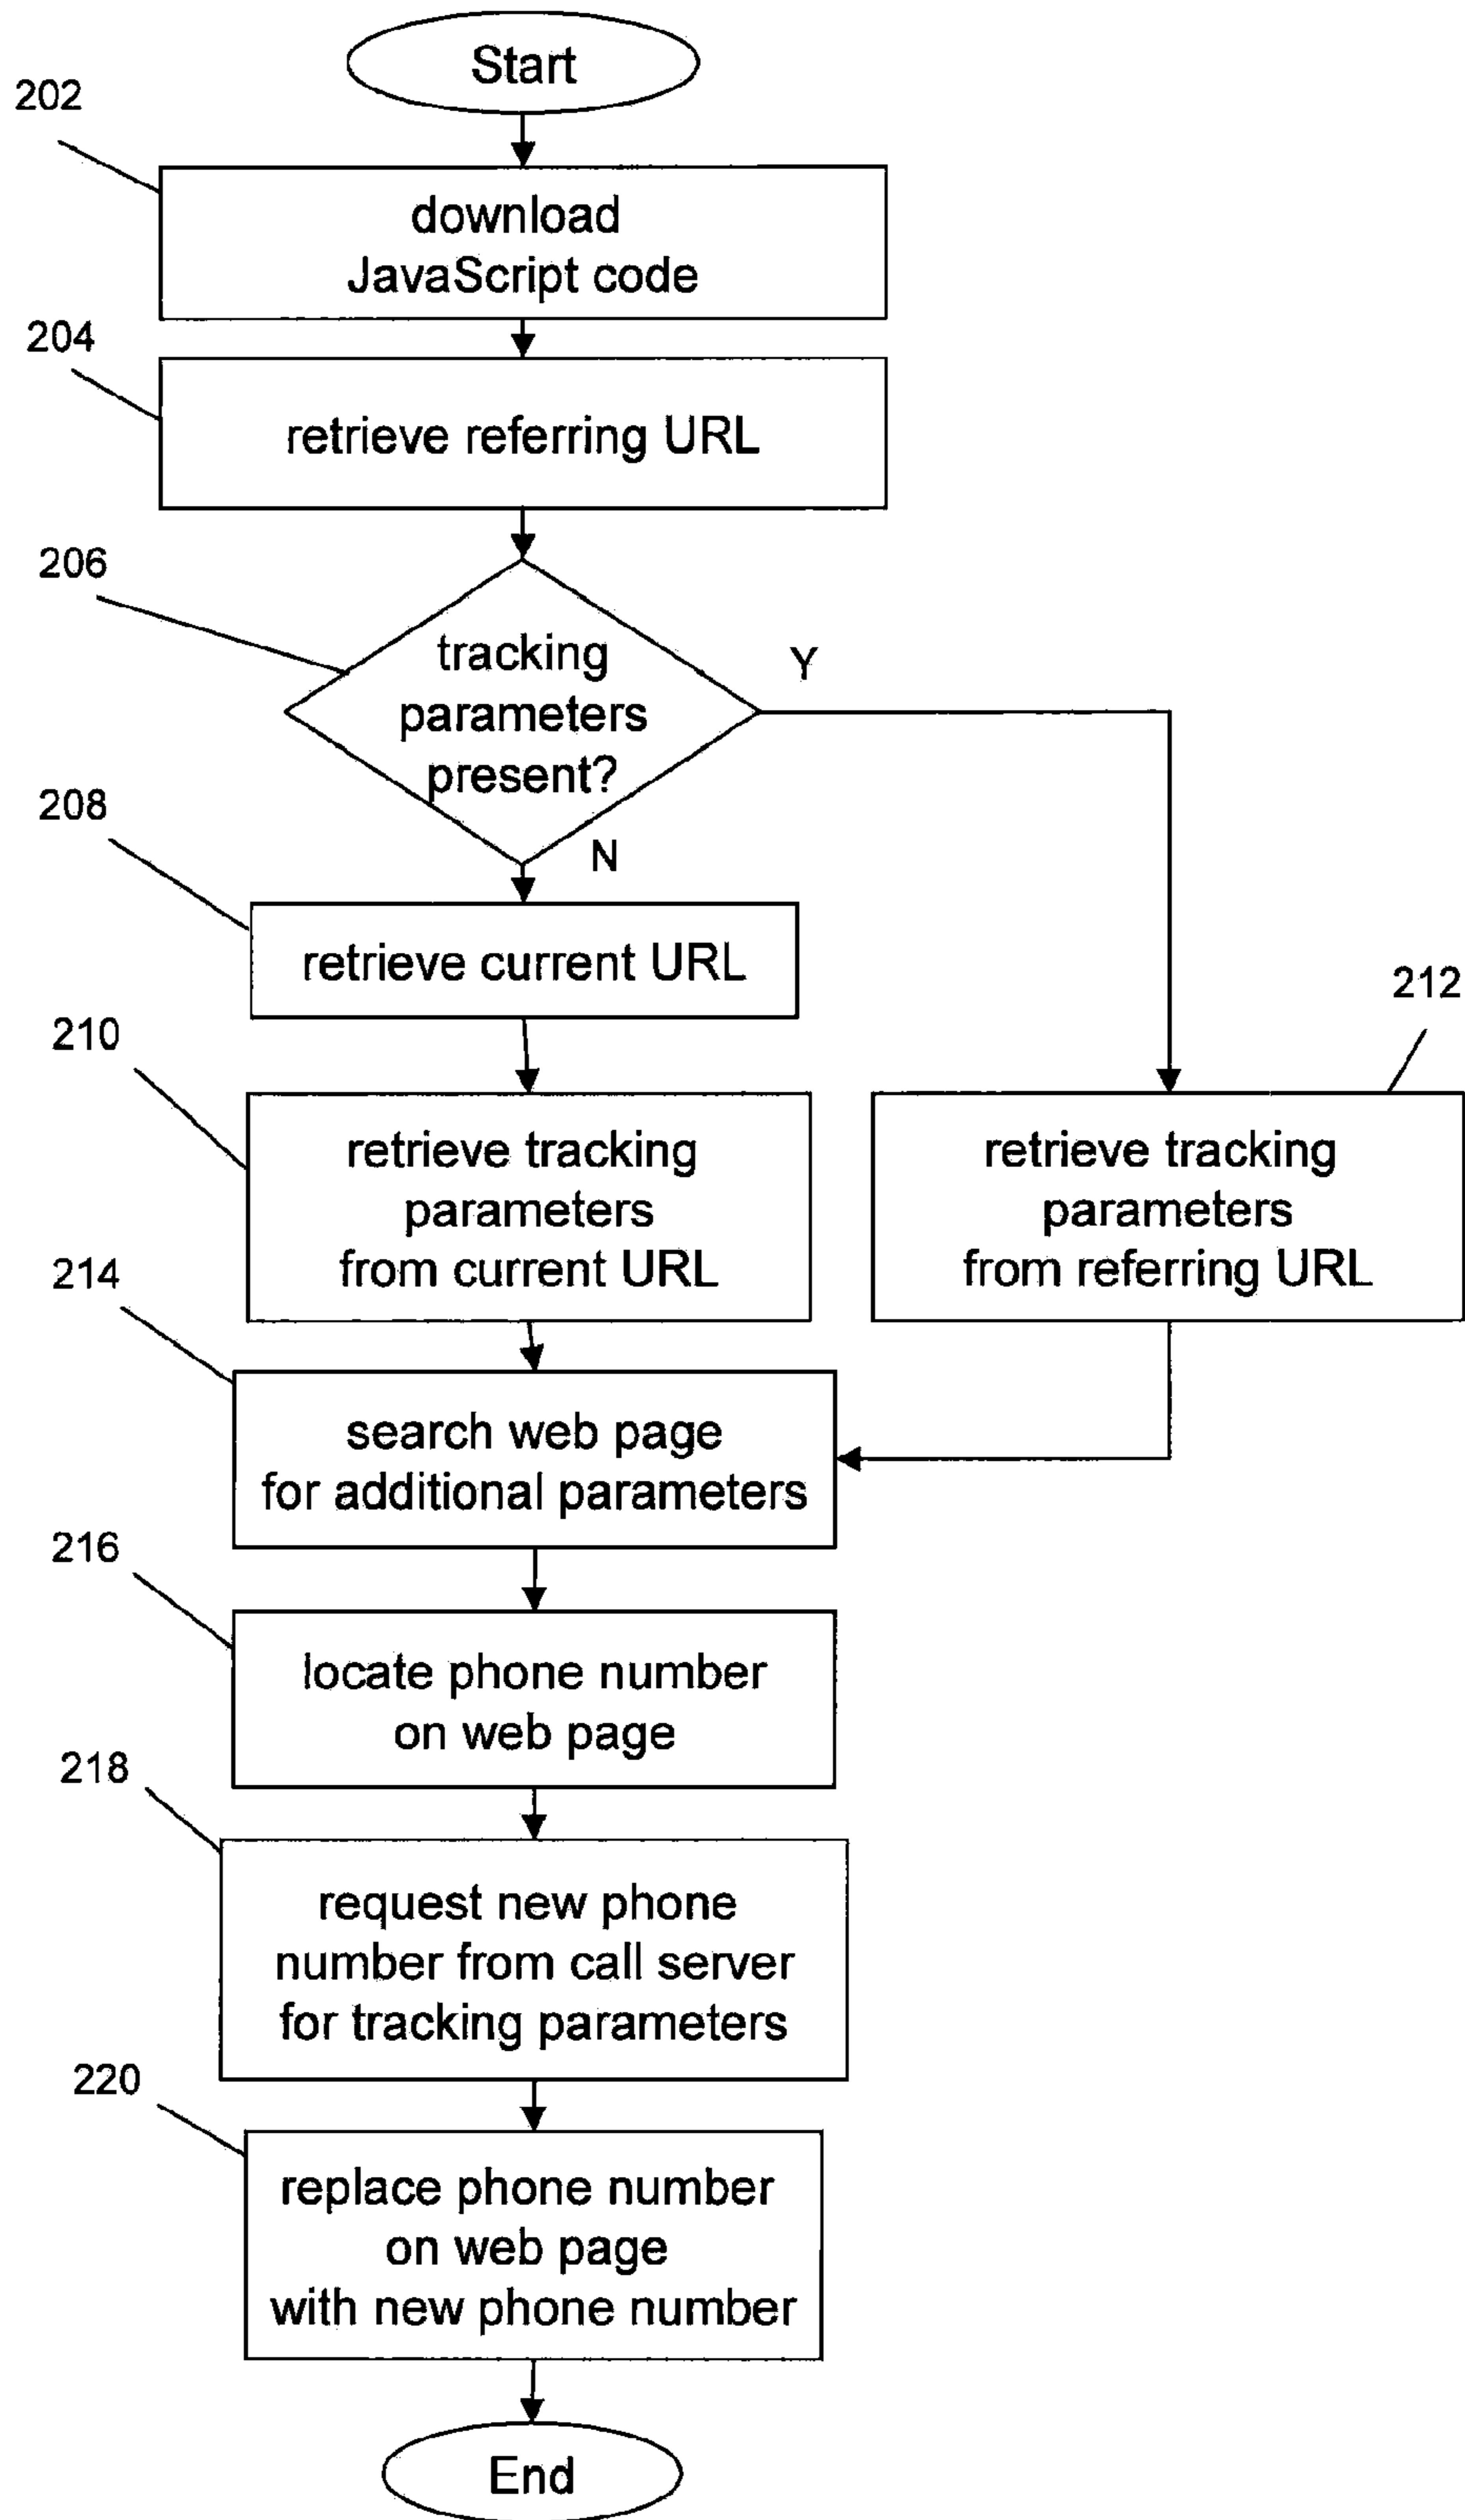 Start
202
download
JavaScript code
204
retrieve referring URL
206
tracking
parameters
present?
Y
N
208
retrieve current URL
210
retrieve tracking
parameters
from current URL
212
retrieve tracking
parameters
from referring URL
214
search web page
for additional parameters
216
locate phone number
on web page
218
request new phone
number from call server
for tracking parameters
220
replace phone number
on web page
with new phone number
End